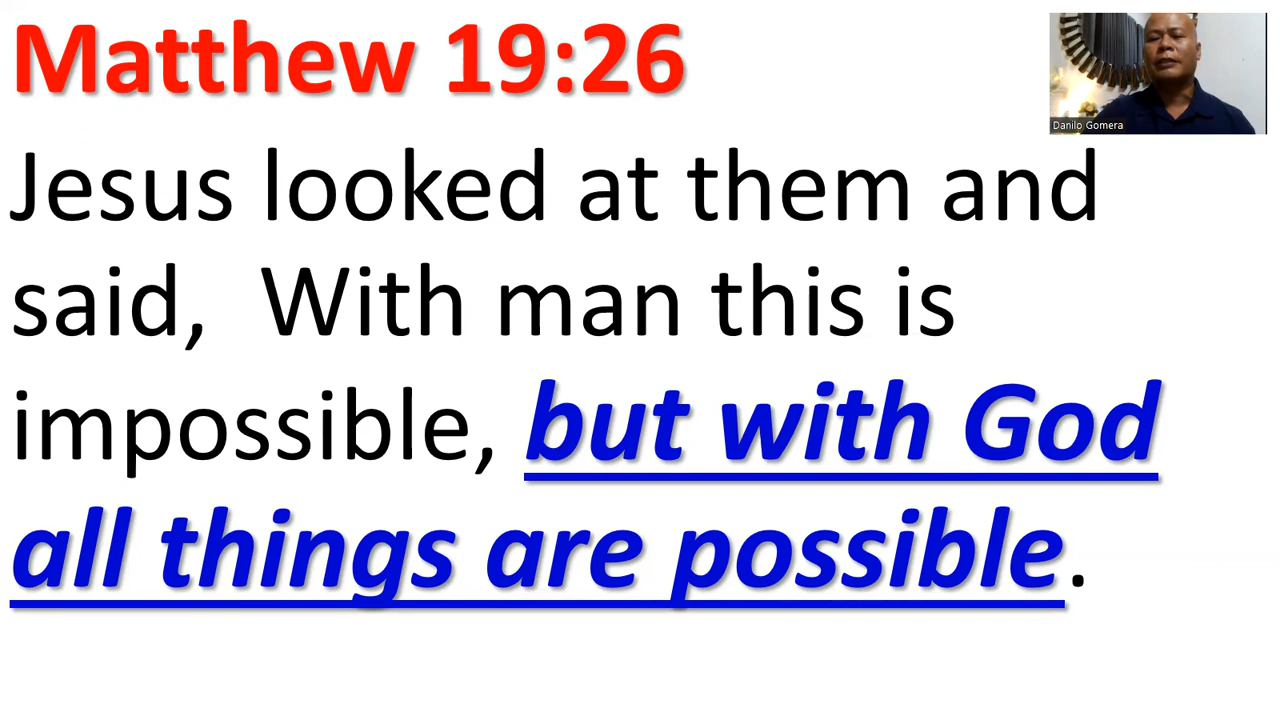 Matthew 19:26
Danilo Gomera
Jesus looked at them and
said,  With man this is
impossible, but with God
all things are possible.